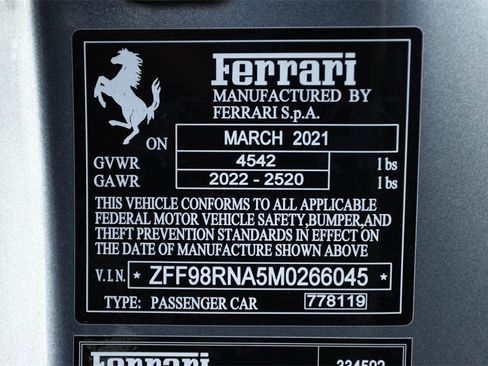 Ferrari
MANUFACTURED BY
FERRARI S.p.A.
ON MARCH 2021
GVWR 4542 lbs
GAWR 2022 - 2520 lbs
THIS VEHICLE CONFORMS TO ALL APPLICABLE
FEDERAL MOTOR VEHICLE SAFETY,BUMPER,AND
THEFT PREVENTION STANDARDS IN EFFECT ON
THE DATE OF MANUFACTURE SHOWN ABOVE
V.I.N. * ZFF98RNA5M0266045 *
TYPE: PASSENGER CAR 778119
Ferrari 334592